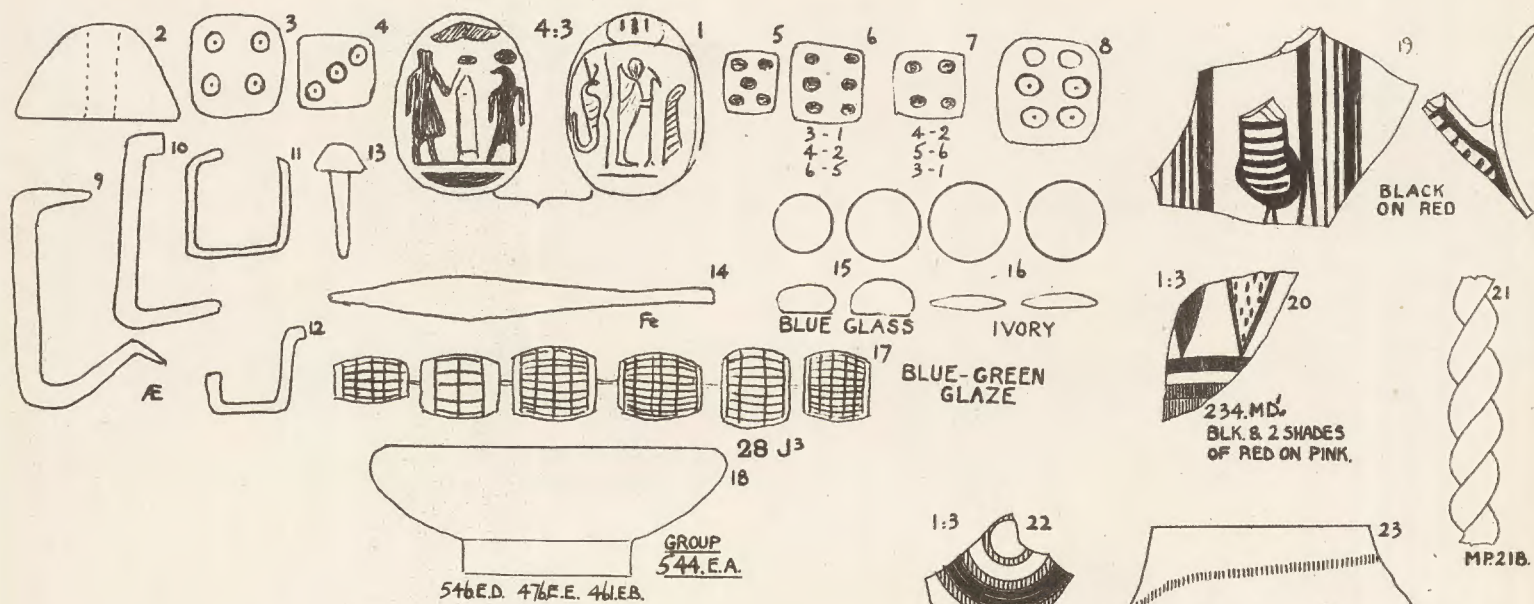 2
3
4
4:3
1
5
6
7
8
19
3-1
4-2
6-5
4-2
5-6
3-1
BLACK
ON RED
9
10
11
13
14
Fe
15
16
BLUE GLASS
IVORY
1:3
20
21
12
Æ
17
BLUE-GREEN
GLAZE
234.MD.
BLK. & 2 SHADES
OF RED ON PINK.
28 J3
18
GROUP
544.E.A.
546.E.D. 476.E.E. 461.E.B.
1:3
22
23
MP.21B.